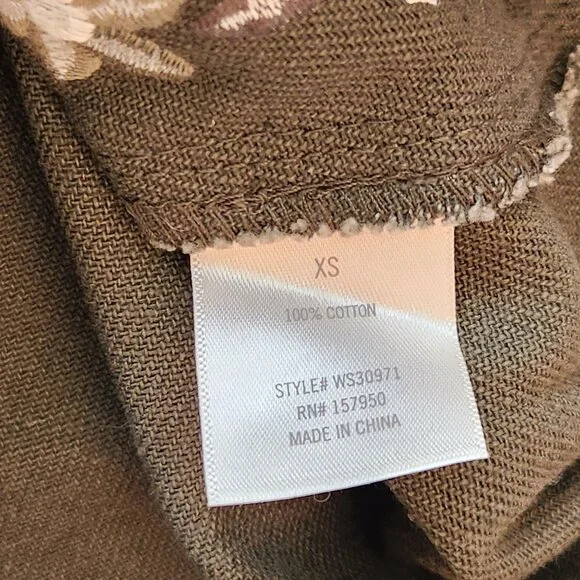 XS
100% COTTON
STYLE# WS30971
RN# 157950
MADE IN CHINA